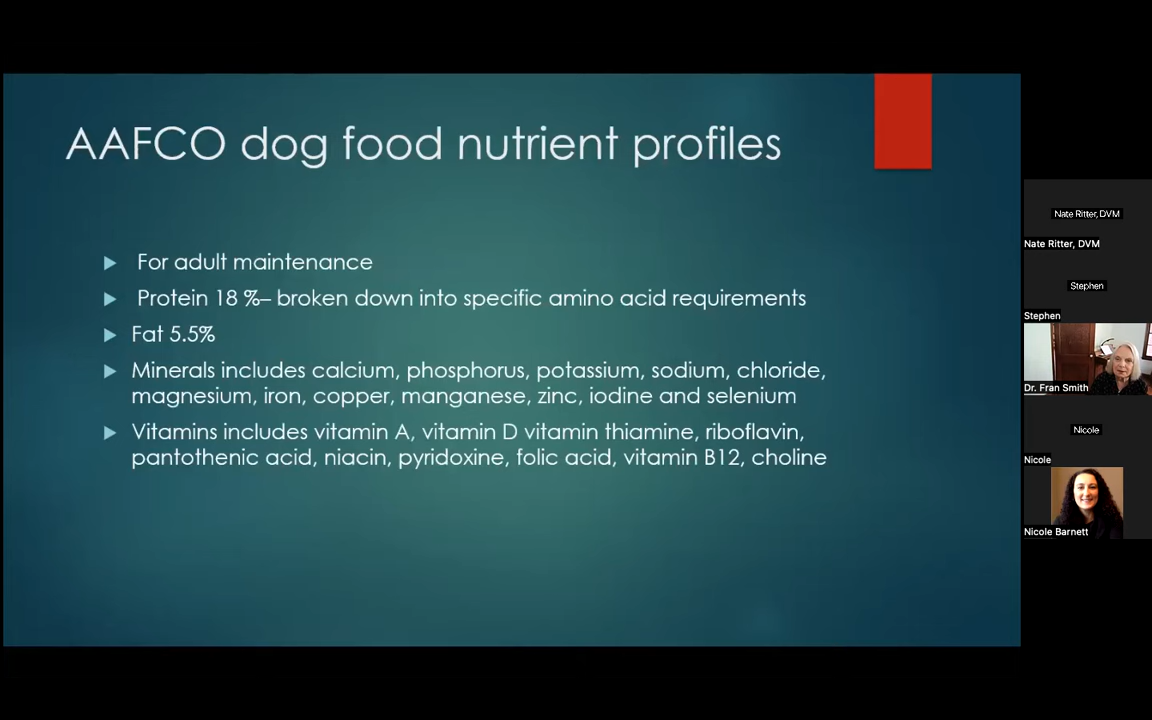 AAFCO dog food nutrient profiles
For adult maintenance
Protein 18 %– broken down into specific amino acid requirements
Fat 5.5%
Minerals includes calcium, phosphorus, potassium, sodium, chloride,
magnesium, iron, copper, manganese, zinc, iodine and selenium
Vitamins includes vitamin A, vitamin D vitamin thiamine, riboflavin,
pantothenic acid, niacin, pyridoxine, folic acid, vitamin B12, choline
Nate Ritter, DVM
Nate Ritter, DVM
Stephen
Stephen
Dr. Fran Smith
Nicole
Nicole
Nicole Barnett